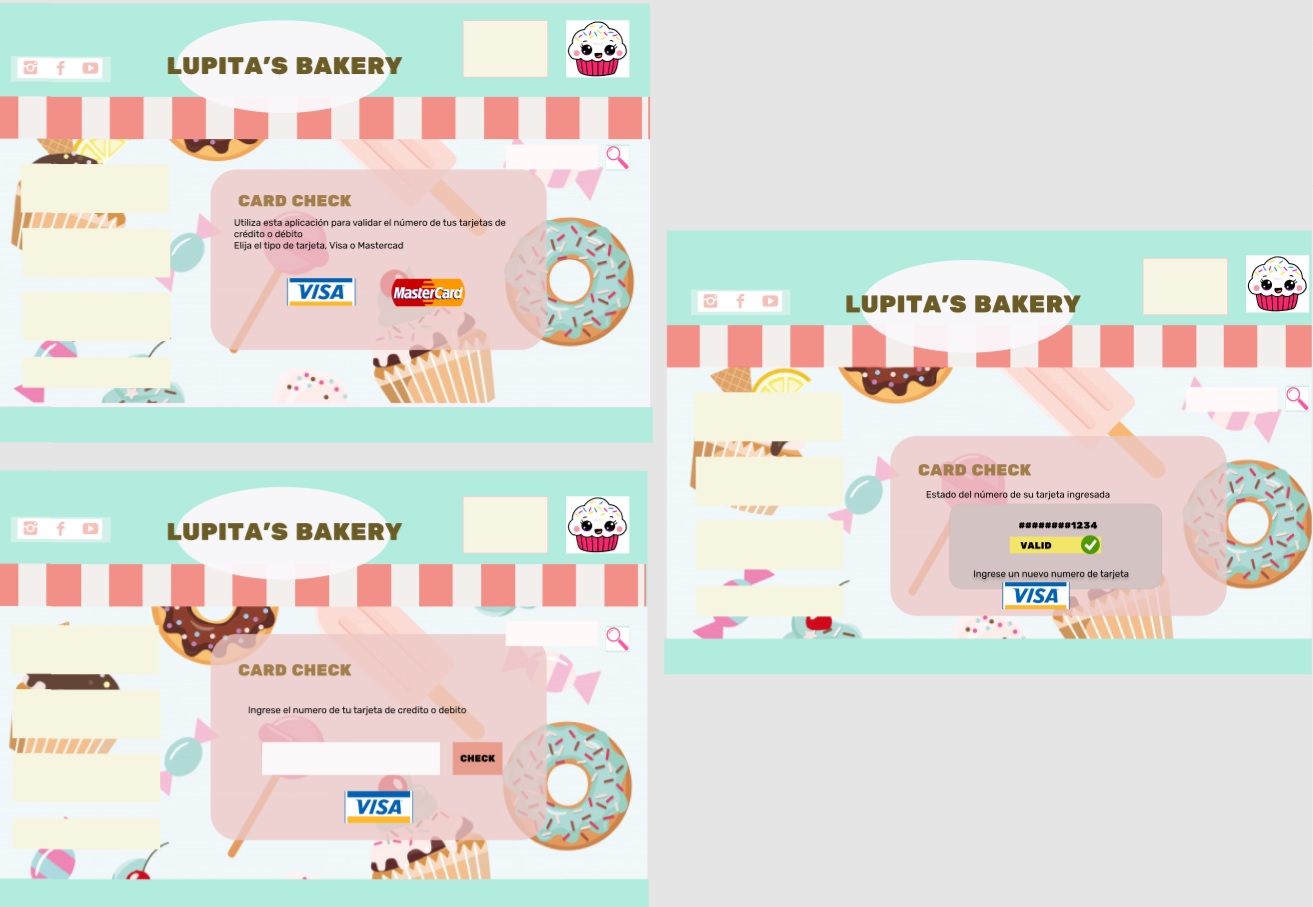 LUPITA'S BAKERY
CARD CHECK
Utiliza esta aplicación para validar el número de tus tarjetas de
crédito o débito
Elija el tipo de tarjeta, Visa o Mastercad
VISA
MasterCard
LUPITA'S BAKERY
CARD CHECK
Ingrese el numero de tu tarjeta de credito o debito
CHECK
VISA
LUPITA'S BAKERY
CARD CHECK
Estado del número de su tarjeta ingresada
########1234
VALID
Ingrese un nuevo numero de tarjeta
VISA